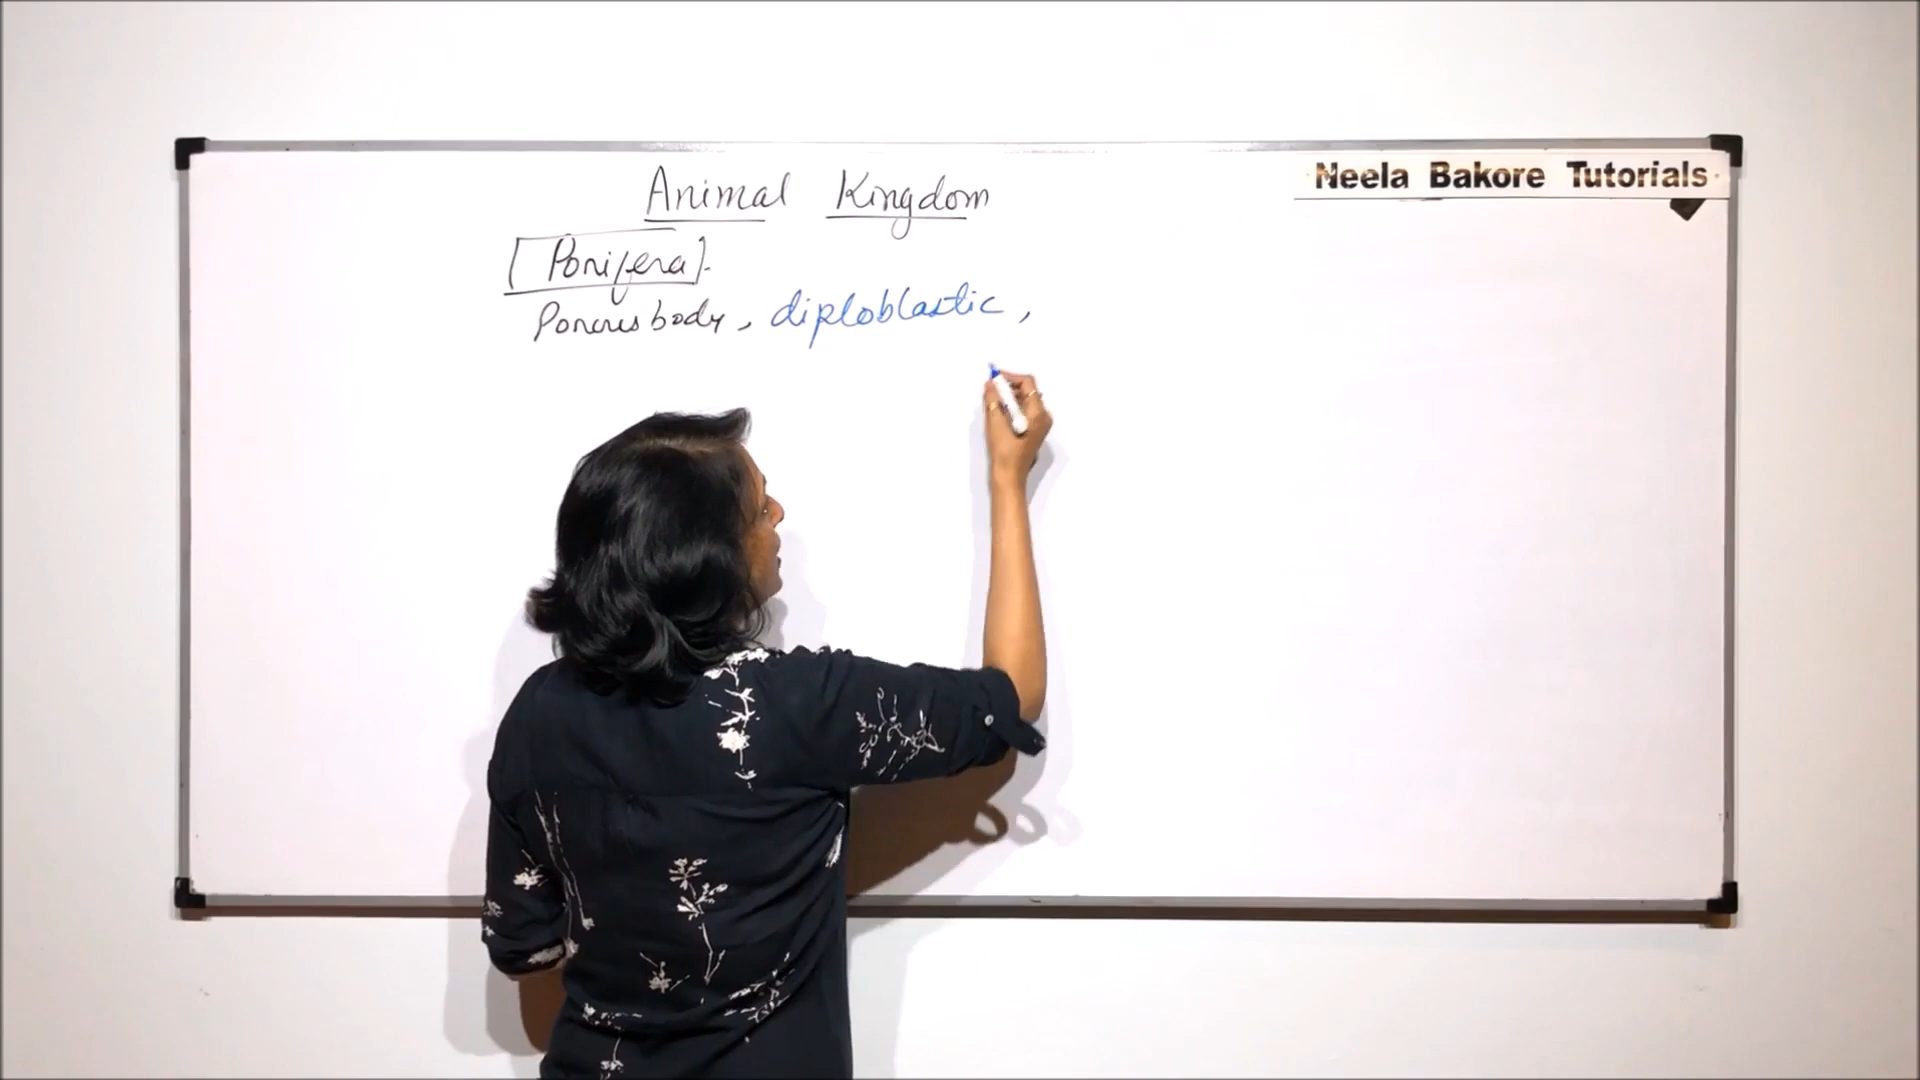 Animal Kingdom
Neela Bakore Tutorials
[Porifera].
Porous body, diploblastic,